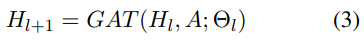 H_{l+1} = GAT(H_l, A; Θ_l) (3)